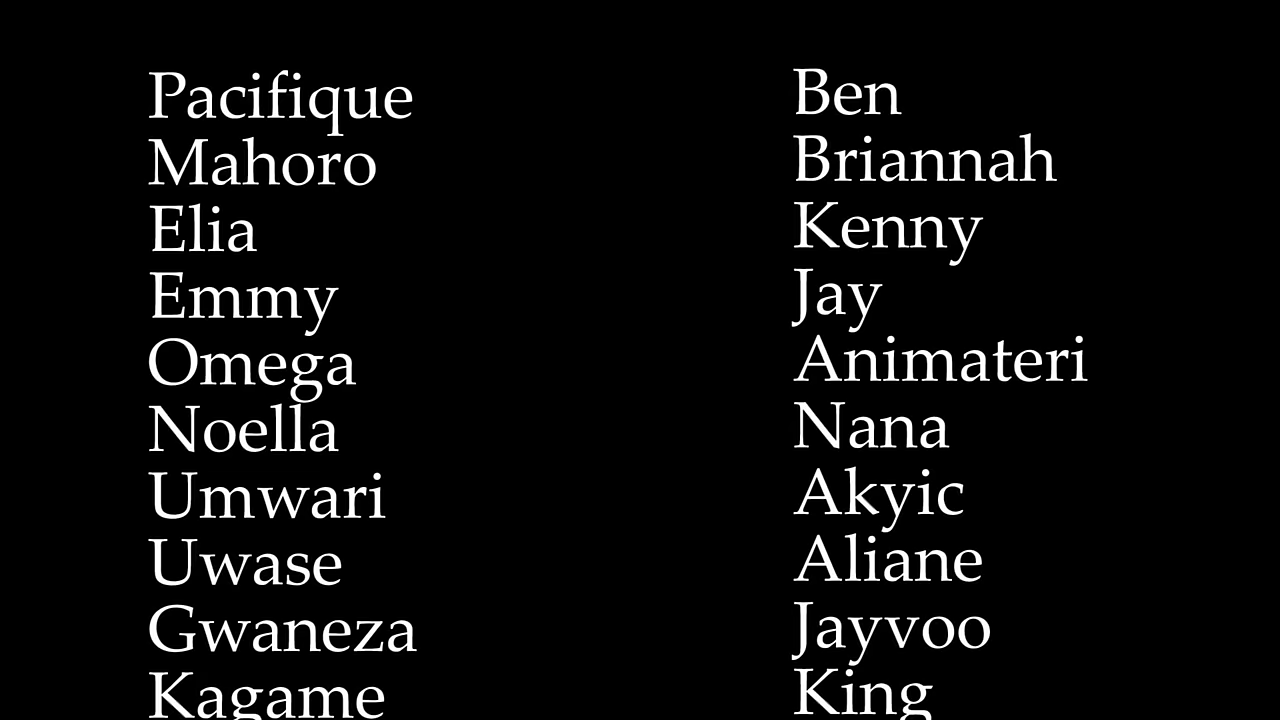 Pacifique
Mahoro
Elia
Emmy
Omega
Noella
Umwari
Uwase
Gwaneza
Kagame
Ben
Briannah
Kenny
Jay
Animateri
Nana
Akyic
Aliane
Jayvoo
King